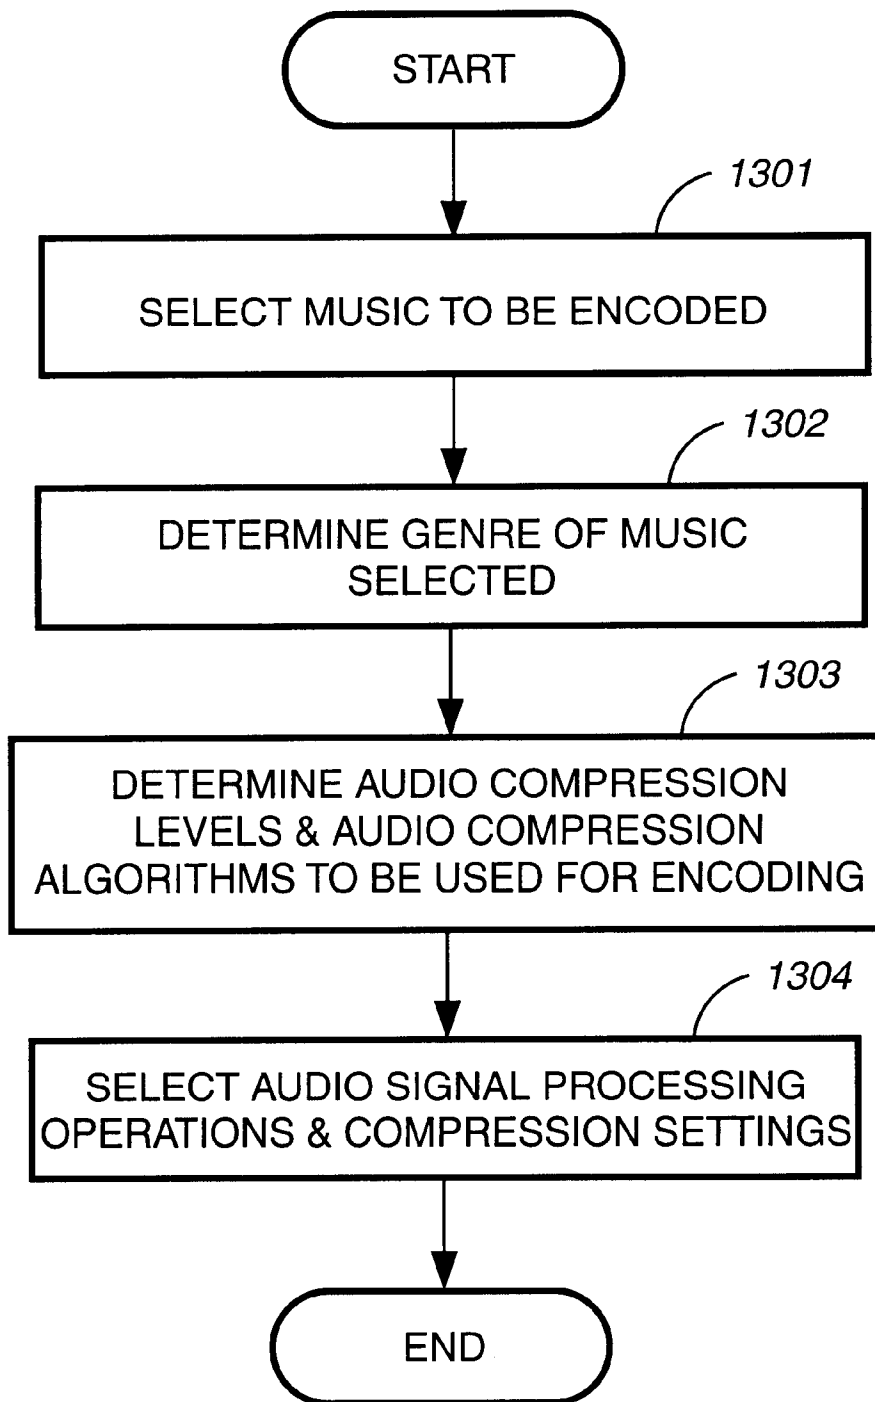 START
1301
SELECT MUSIC TO BE ENCODED
1302
DETERMINE GENRE OF MUSIC
SELECTED
1303
DETERMINE AUDIO COMPRESSION
LEVELS & AUDIO COMPRESSION
ALGORITHMS TO BE USED FOR ENCODING
1304
SELECT AUDIO SIGNAL PROCESSING
OPERATIONS & COMPRESSION SETTINGS
END